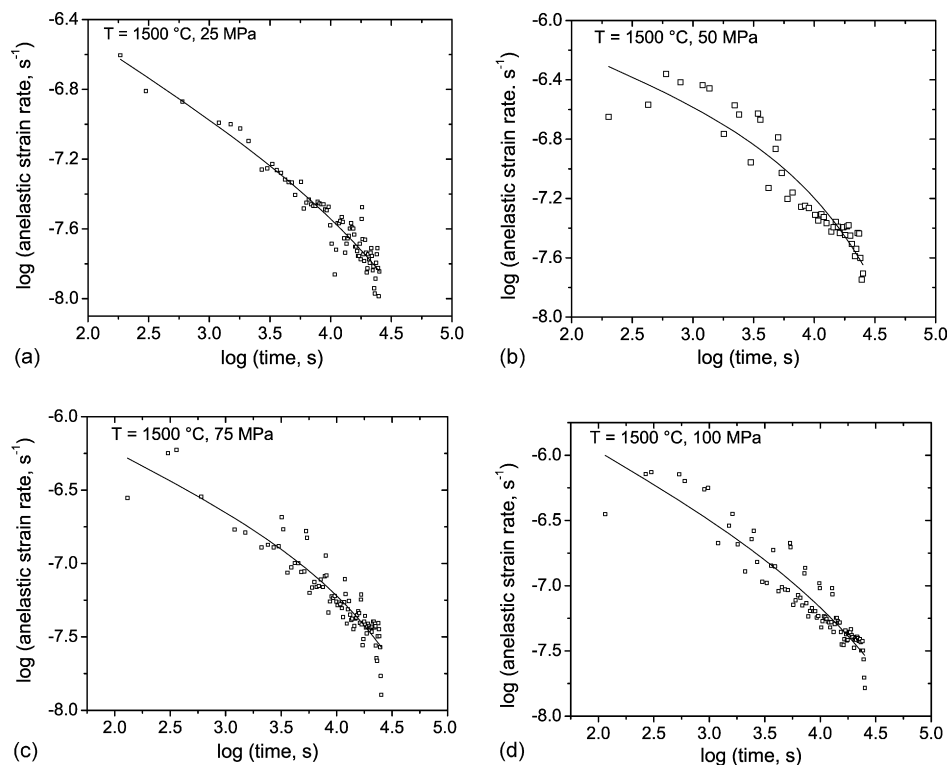 T = 1500 °C, 25 MPa
log (anelastic strain rate, s⁻¹)
-6.4
-6.8
-7.2
-7.6
-8.0
2.0 2.5 3.0 3.5 4.0 4.5 5.0
log (time, s)
(a)
T = 1500 °C, 50 MPa
log (anelastic strain rate. s⁻¹)
-6.0
-6.4
-6.8
-7.2
-7.6
-8.0
2.0 2.5 3.0 3.5 4.0 4.5 5.0
log (time, s)
(b)
T = 1500 °C, 75 MPa
log (anelastic strain rate, s⁻¹)
-6.0
-6.5
-7.0
-7.5
-8.0
2.0 2.5 3.0 3.5 4.0 4.5 5.0
log (time, s)
(c)
T = 1500 °C, 100 MPa
log (anelastic strain rate, s⁻¹)
-6.0
-6.5
-7.0
-7.5
-8.0
2.0 2.5 3.0 3.5 4.0 4.5 5.0
log (time, s)
(d)